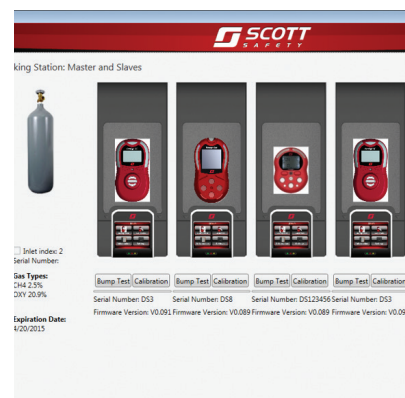 SCOTT
SAFETY
king Station: Master and Slaves
Inlet index: 2
Serial Number:
Gas Types:
CH4 2.5%
OXY 20.9%
Expiration Date:
4/20/2015
Bump Test Calibration Bump Test Calibration Bump Test Calibration Bump Test Calibration
Serial Number: DS3 Serial Number: DS8 Serial Number: DS123456 Serial Number: DS3
Firmware Version: V0.091 Firmware Version: V0.089 Firmware Version: V0.089 Firmware Version: V0.09